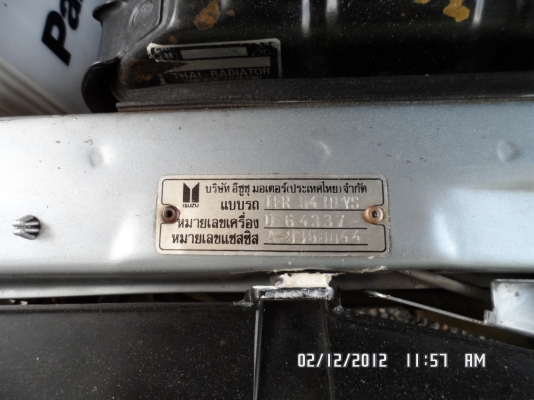 Pa
THAI RADIATOR
ISUZU
บริษัท อีซูซุ มอเตอร์(ประเทศไทย) จำกัด
แบบรถ
หมายเลขเครื่อง D 64337
หมายเลขแชสซีส
02/12/2012 11:57 AM